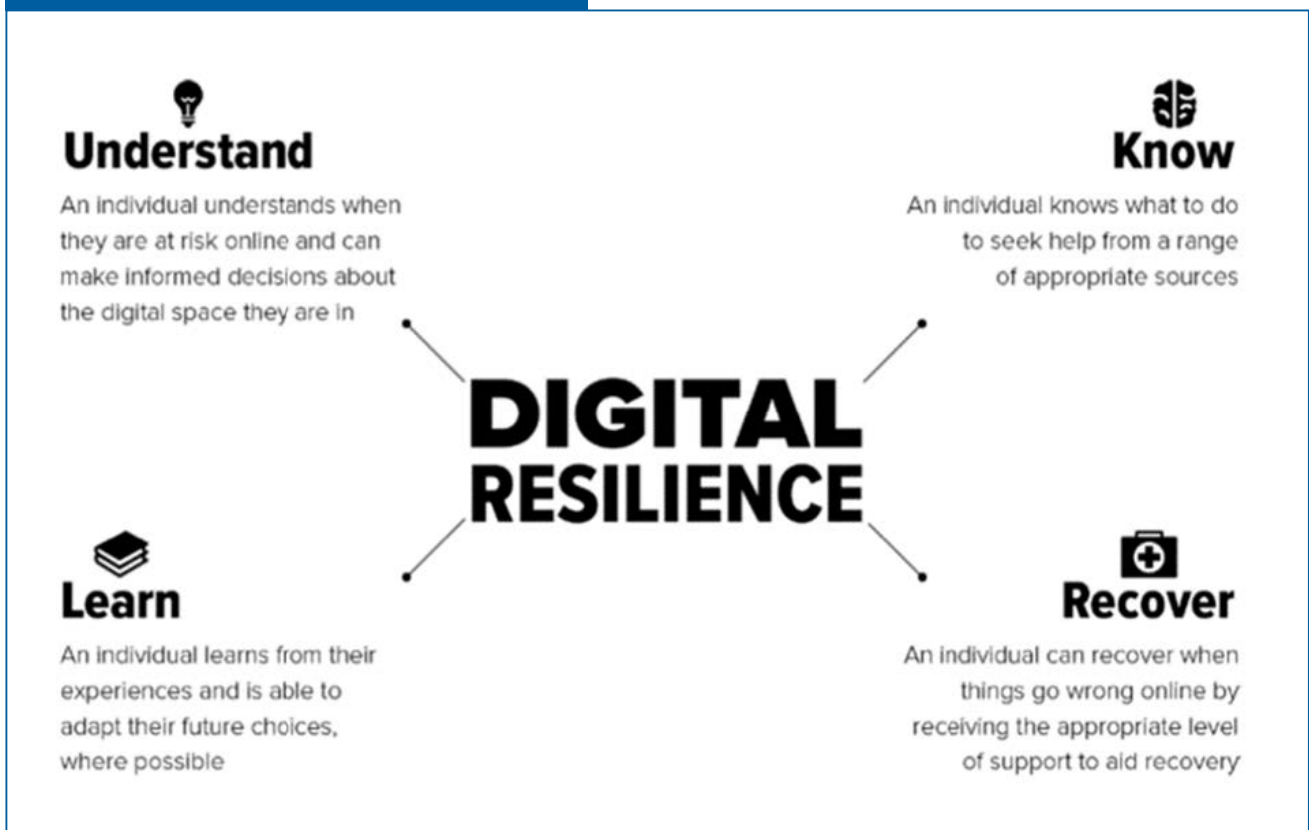 Understand
An individual understands when
they are at risk online and can
make informed decisions about
the digital space they are in
Know
An individual knows what to do
to seek help from a range
of appropriate sources
DIGITAL
RESILIENCE
Learn
An individual learns from their
experiences and is able to
adapt their future choices,
where possible
Recover
An individual can recover when
things go wrong online by
receiving the appropriate level
of support to aid recovery